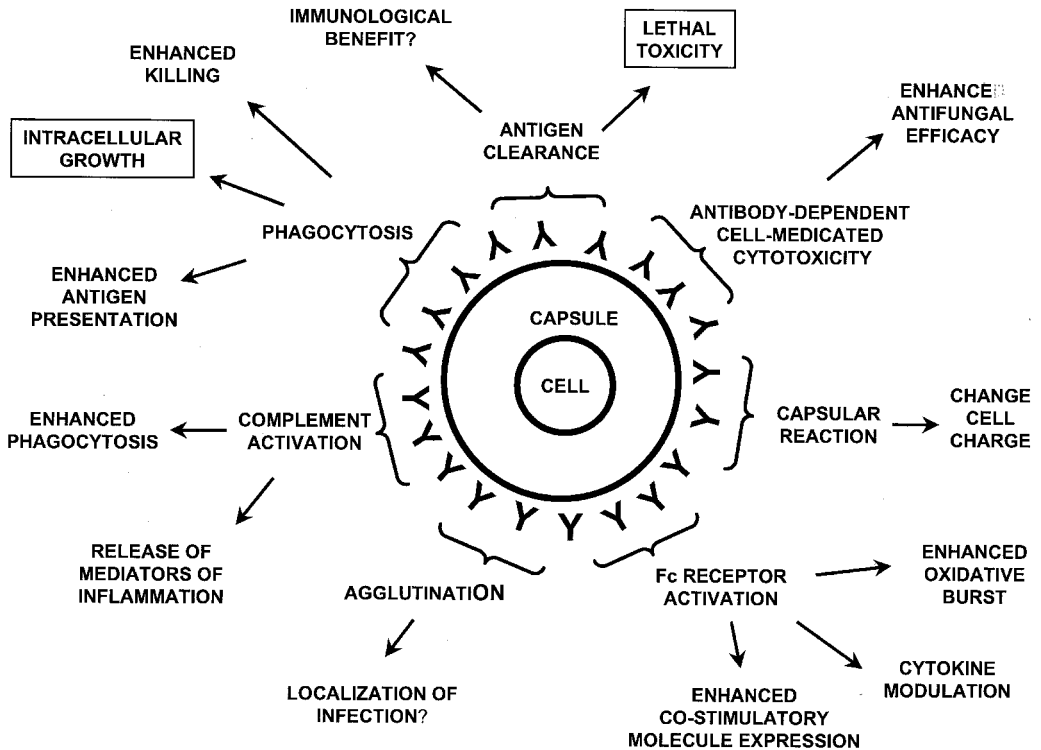 IMMUNOLOGICAL
BENEFIT?
LETHAL
TOXICITY
ENHANCED
KILLING
ENHANCED
ANTIFUNGAL
EFFICACY
INTRACELLULAR
GROWTH
ANTIGEN
CLEARANCE
PHAGOCYTOSIS
ANTIBODY-DEPENDENT
CELL-MEDICATED
CYTOTOXICITY
ENHANCED
ANTIGEN
PRESENTATION
CAPSULE
CELL
ENHANCED
PHAGOCYTOSIS
COMPLEMENT
ACTIVATION
CAPSULAR
REACTION
CHANGE
CELL
CHARGE
RELEASE OF
MEDIATORS OF
INFLAMMATION
AGGLUTINATION
Fc RECEPTOR
ACTIVATION
ENHANCED
OXIDATIVE
BURST
LOCALIZATION OF
INFECTION?
ENHANCED
CO-STIMULATORY
MOLECULE EXPRESSION
CYTOKINE
MODULATION